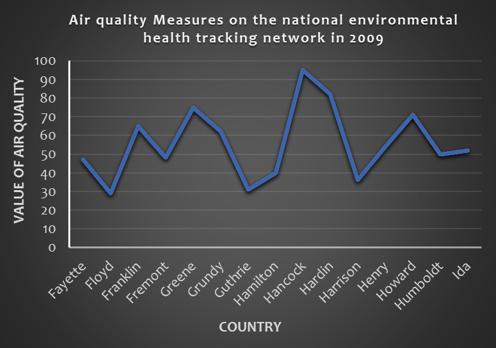 Air quality Measures on the national environmental
health tracking network in 2009
VALUE OF AIR QUALITY
100
90
80
70
60
50
40
30
20
10
0
Fayette
Floyd
Franklin
Fremont
Greene
Grundy
Guthrie
Hamilton
Hancock
Hardin
Harrison
Henry
Howard
Humboldt
Ida
COUNTRY